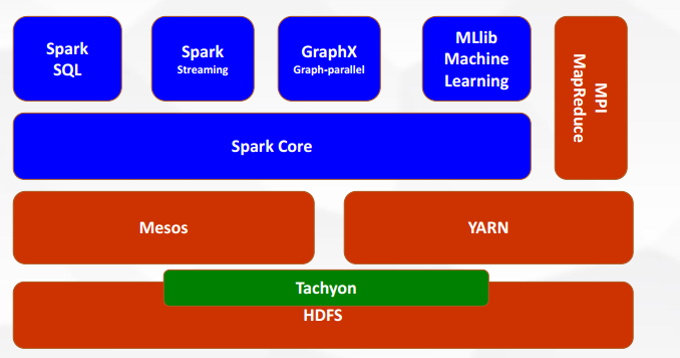 Spark
SQL
Spark
Streaming
GraphX
Graph-parallel
MLlib
Machine
Learning
MPI
MapReduce
Spark Core
Mesos
YARN
Tachyon
HDFS